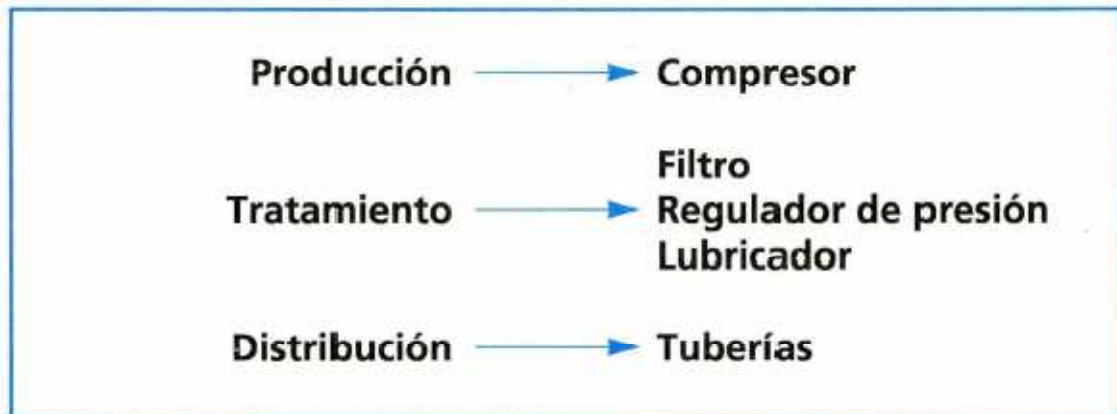 Producción → Compresor
Filtro
Tratamiento → Regulador de presión
Lubricador
Distribución → Tuberías